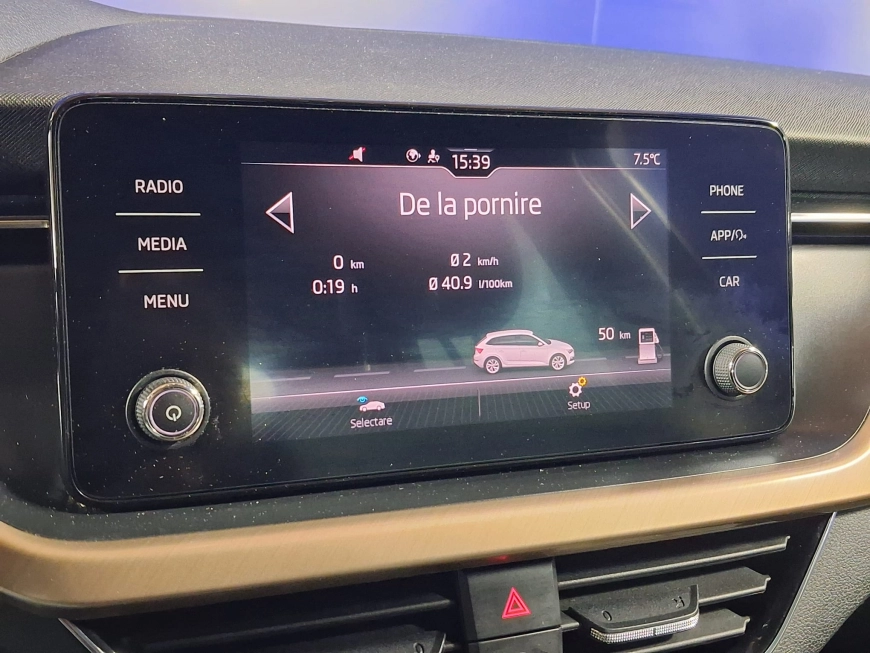 15:39
7.5°C
RADIO
MEDIA
MENU
De la pornire
0 km
Ø 2 km/h
0:19 h
Ø 40.9 l/100km
50 km
Selectare
Setup
PHONE
APP/
CAR